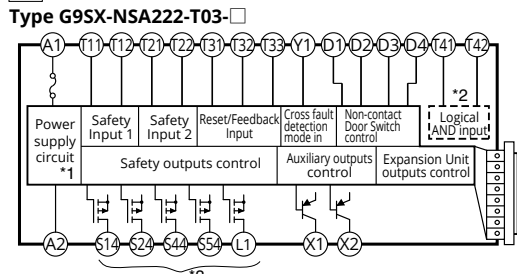 Type G9SX-NSA222-T03-□
A1 T11 T12 T21 T22 T31 T32 T33 Y1 D1 D2 D3 D4 T41 T42
*2
Power supply circuit *1
Safety Input 1
Safety Input 2
Reset/Feedback Input
Cross fault detection mode in
Non-contact Door Switch control
Logical AND input
Safety outputs control
Auxiliary outputs control
Expansion Unit outputs control
A2 S14 S24 S44 S54 L1 X1 X2